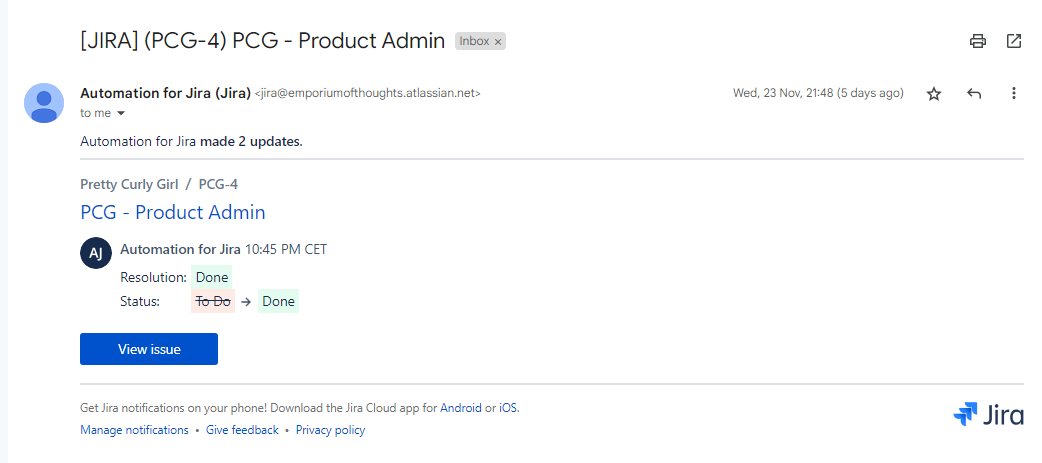 [JIRA] (PCG-4) PCG - Product Admin Inbox ×
Automation for Jira (Jira) <jira@emporiumofthoughts.atlassian.net> Wed, 23 Nov, 21:48 (5 days ago)
to me
Automation for Jira made 2 updates.
Pretty Curly Girl / PCG-4
PCG - Product Admin
AJ Automation for Jira 10:45 PM CET
Resolution: Done
Status: To Do → Done
View issue
Get Jira notifications on your phone! Download the Jira Cloud app for Android or iOS.
Manage notifications • Give feedback • Privacy policy
Jira